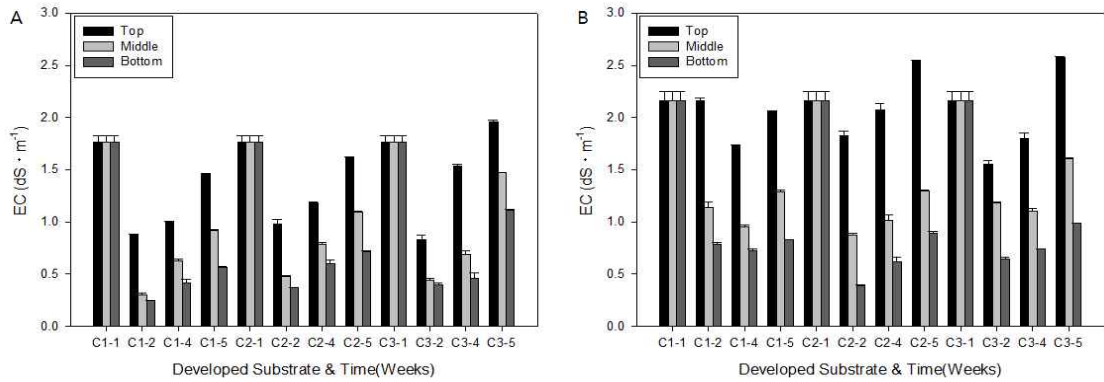 A
3.0
2.5
2.0
1.5
1.0
0.5
0.0
EC (dS · m⁻¹)
Top
Middle
Bottom
C1-1 C1-2 C1-4 C1-5 C2-1 C2-2 C2-4 C2-5 C3-1 C3-2 C3-4 C3-5
Developed Substrate & Time(Weeks)
B
3.0
2.5
2.0
1.5
1.0
0.5
0.0
EC (dS · m⁻¹)
Top
Middle
Bottom
C1-1 C1-2 C1-4 C1-5 C2-1 C2-2 C2-4 C2-5 C3-1 C3-2 C3-4 C3-5
Developed Substrate & Time(Weeks)